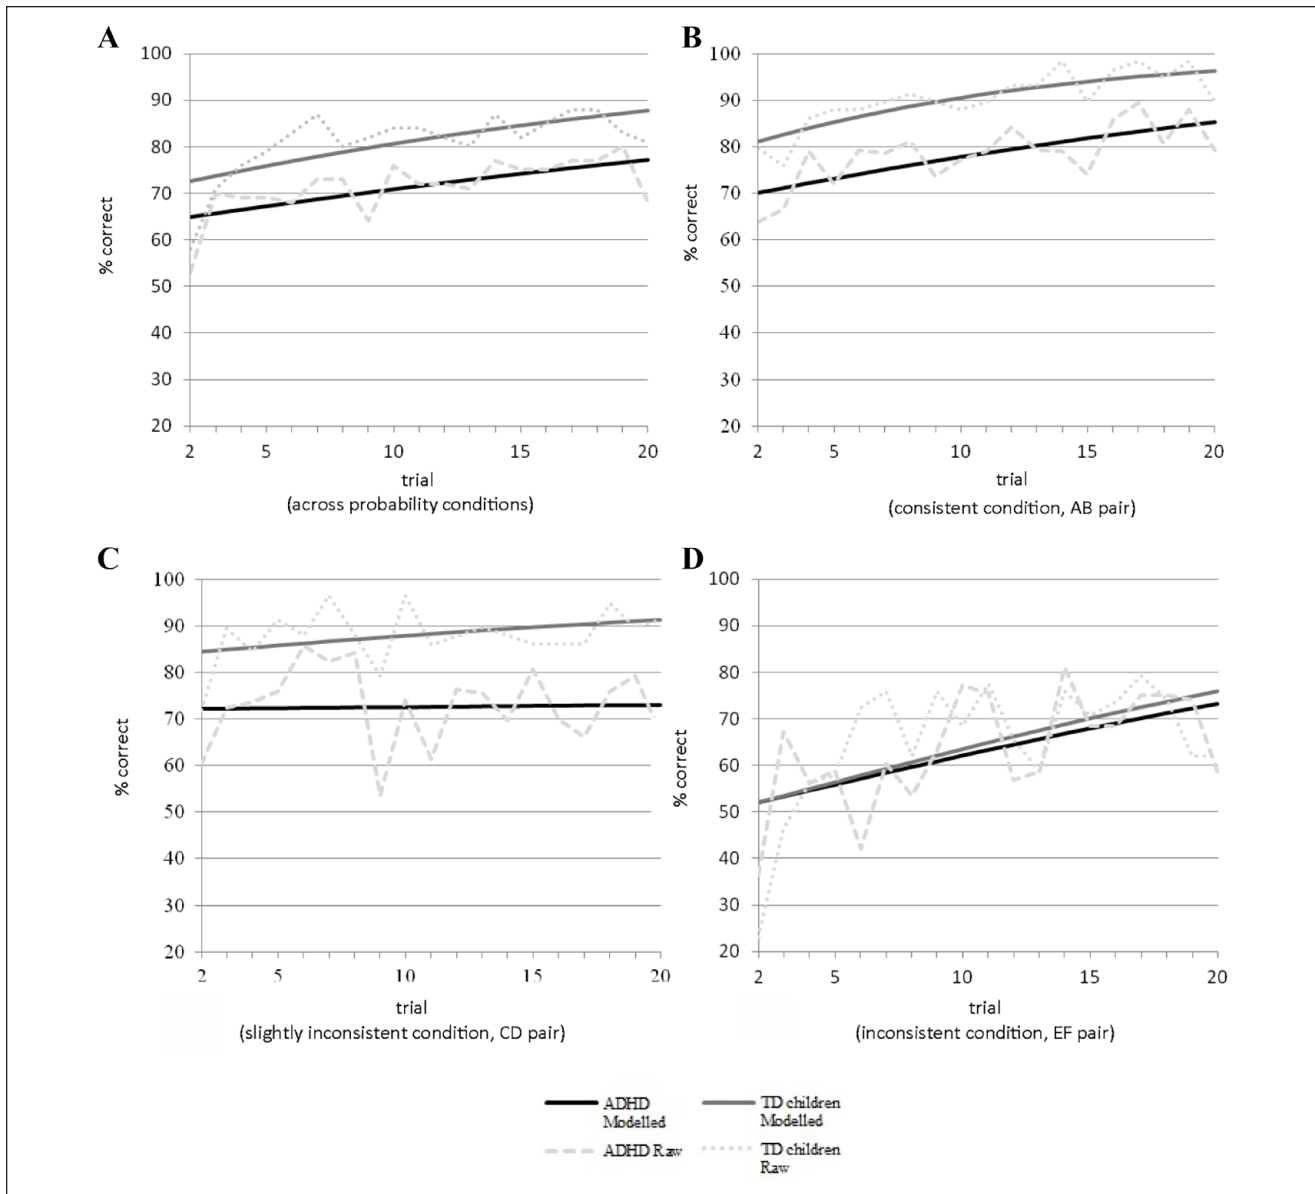 A
% correct
100
90
80
70
60
50
40
30
20
2 5 10 15 20
trial
(across probability conditions)
B
% correct
100
90
80
70
60
50
40
30
20
2 5 10 15 20
trial
(consistent condition, AB pair)
C
% correct
100
90
80
70
60
50
40
30
20
2 5 10 15 20
trial
(slightly inconsistent condition, CD pair)
D
% correct
100
90
80
70
60
50
40
30
20
2 5 10 15 20
trial
(inconsistent condition, EF pair)
ADHD
Modelled
TD children
Modelled
ADHD Raw
TD children
Raw